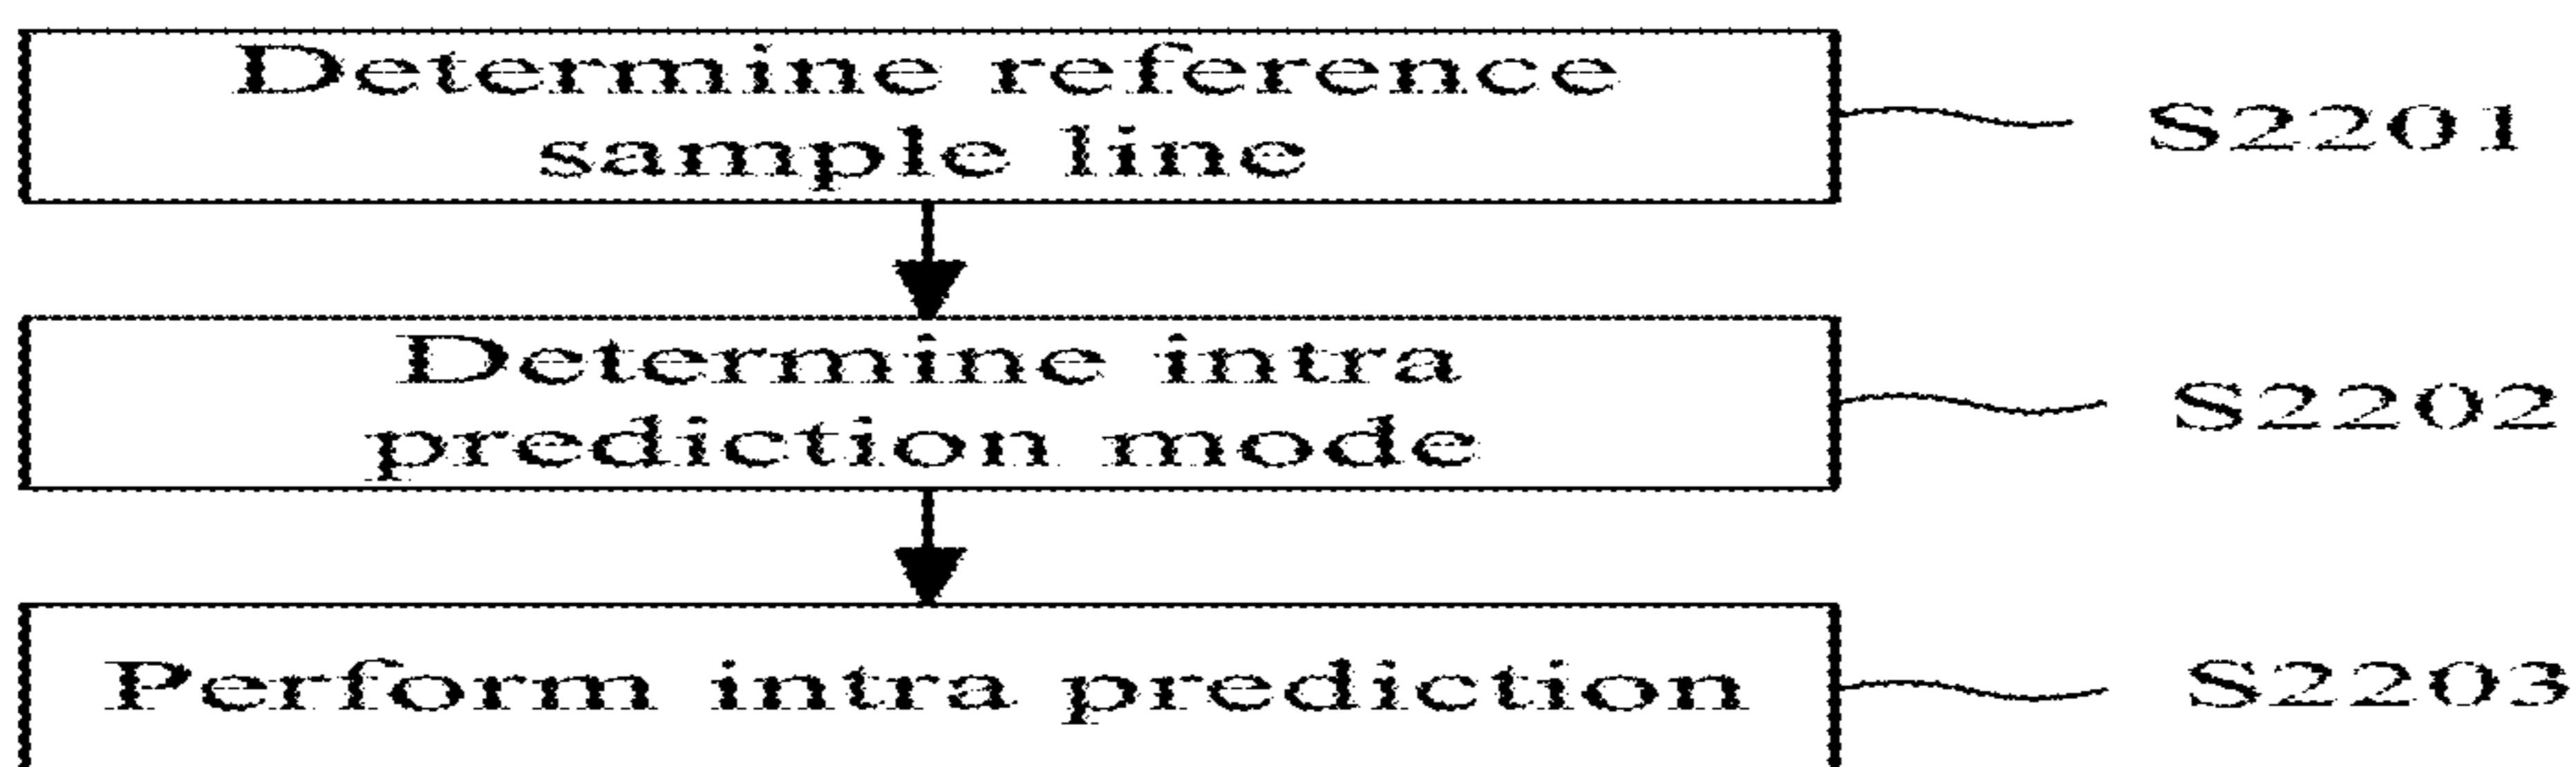 Determine reference
sample line
S2201
Determine intra
prediction mode
S2202
Perform intra prediction
S2203